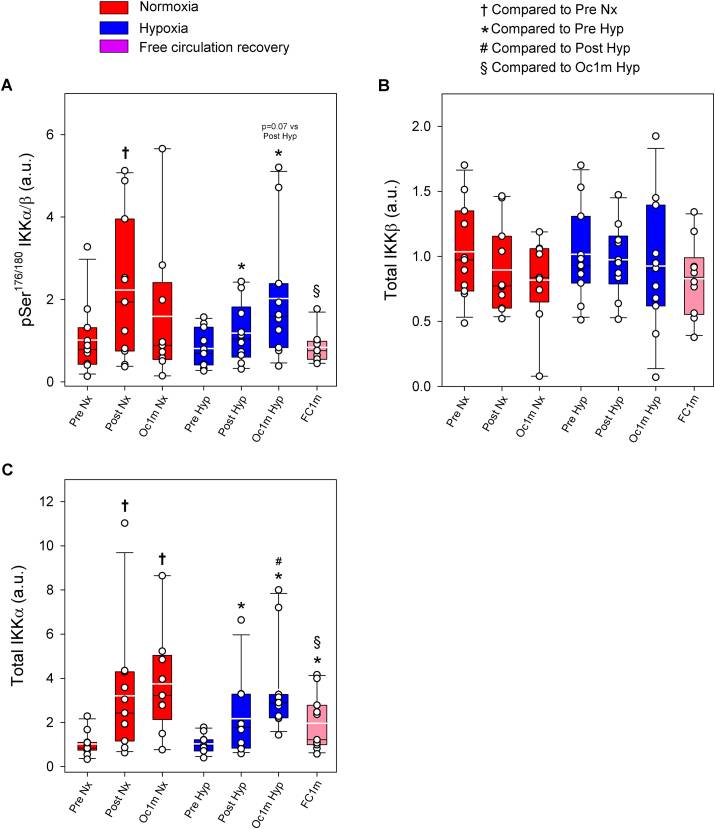 Normoxia
Hypoxia
Free circulation recovery
† Compared to Pre Nx
* Compared to Pre Hyp
# Compared to Post Hyp
§ Compared to Oc1m Hyp
A
pSer176/180 IKKα/β (a.u.)
6
4
2
0
†
*
p=0.07 vs
Post Hyp
*
§
Pre Nx
Post Nx
Oc1m Nx
Pre Hyp
Post Hyp
Oc1m Hyp
FC1m
B
Total IKKβ (a.u.)
2.0
1.5
1.0
0.5
0.0
Pre Nx
Post Nx
Oc1m Nx
Pre Hyp
Post Hyp
Oc1m Hyp
FC1m
C
Total IKKα (a.u.)
12
10
8
6
4
2
0
†
†
*
#
*
§
*
Pre Nx
Post Nx
Oc1m Nx
Pre Hyp
Post Hyp
Oc1m Hyp
FC1m